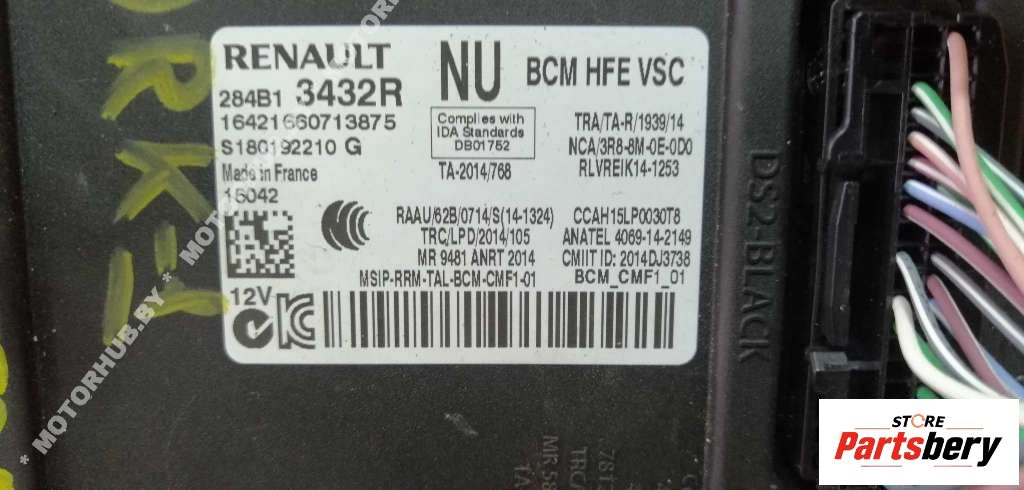 RENAULT NU BCM HFE VSC
284B1 3432R
16421660713875
S180192210 G
Made in France
16042
Complies with
IDA Standards
DB01752
TA-2014/768
TRA/TA-R/1939/14
NCA/3R8-8M-0E-0D0
RLVREIK14-1253
RAAU/62B/0714/S(14-1324)
TRC/LPD/2014/105
MR 9481 ANRT 2014
MSIP-RRM-TAL-BCM-CMF1-01
CCAH15LP0030T8
ANATEL 4069-14-2149
CMIIT ID: 2014DJ3738
BCM_CMF1_01
12V
DS2-BLACK
* MOTORHUB.BY *
STORE
Partsbery